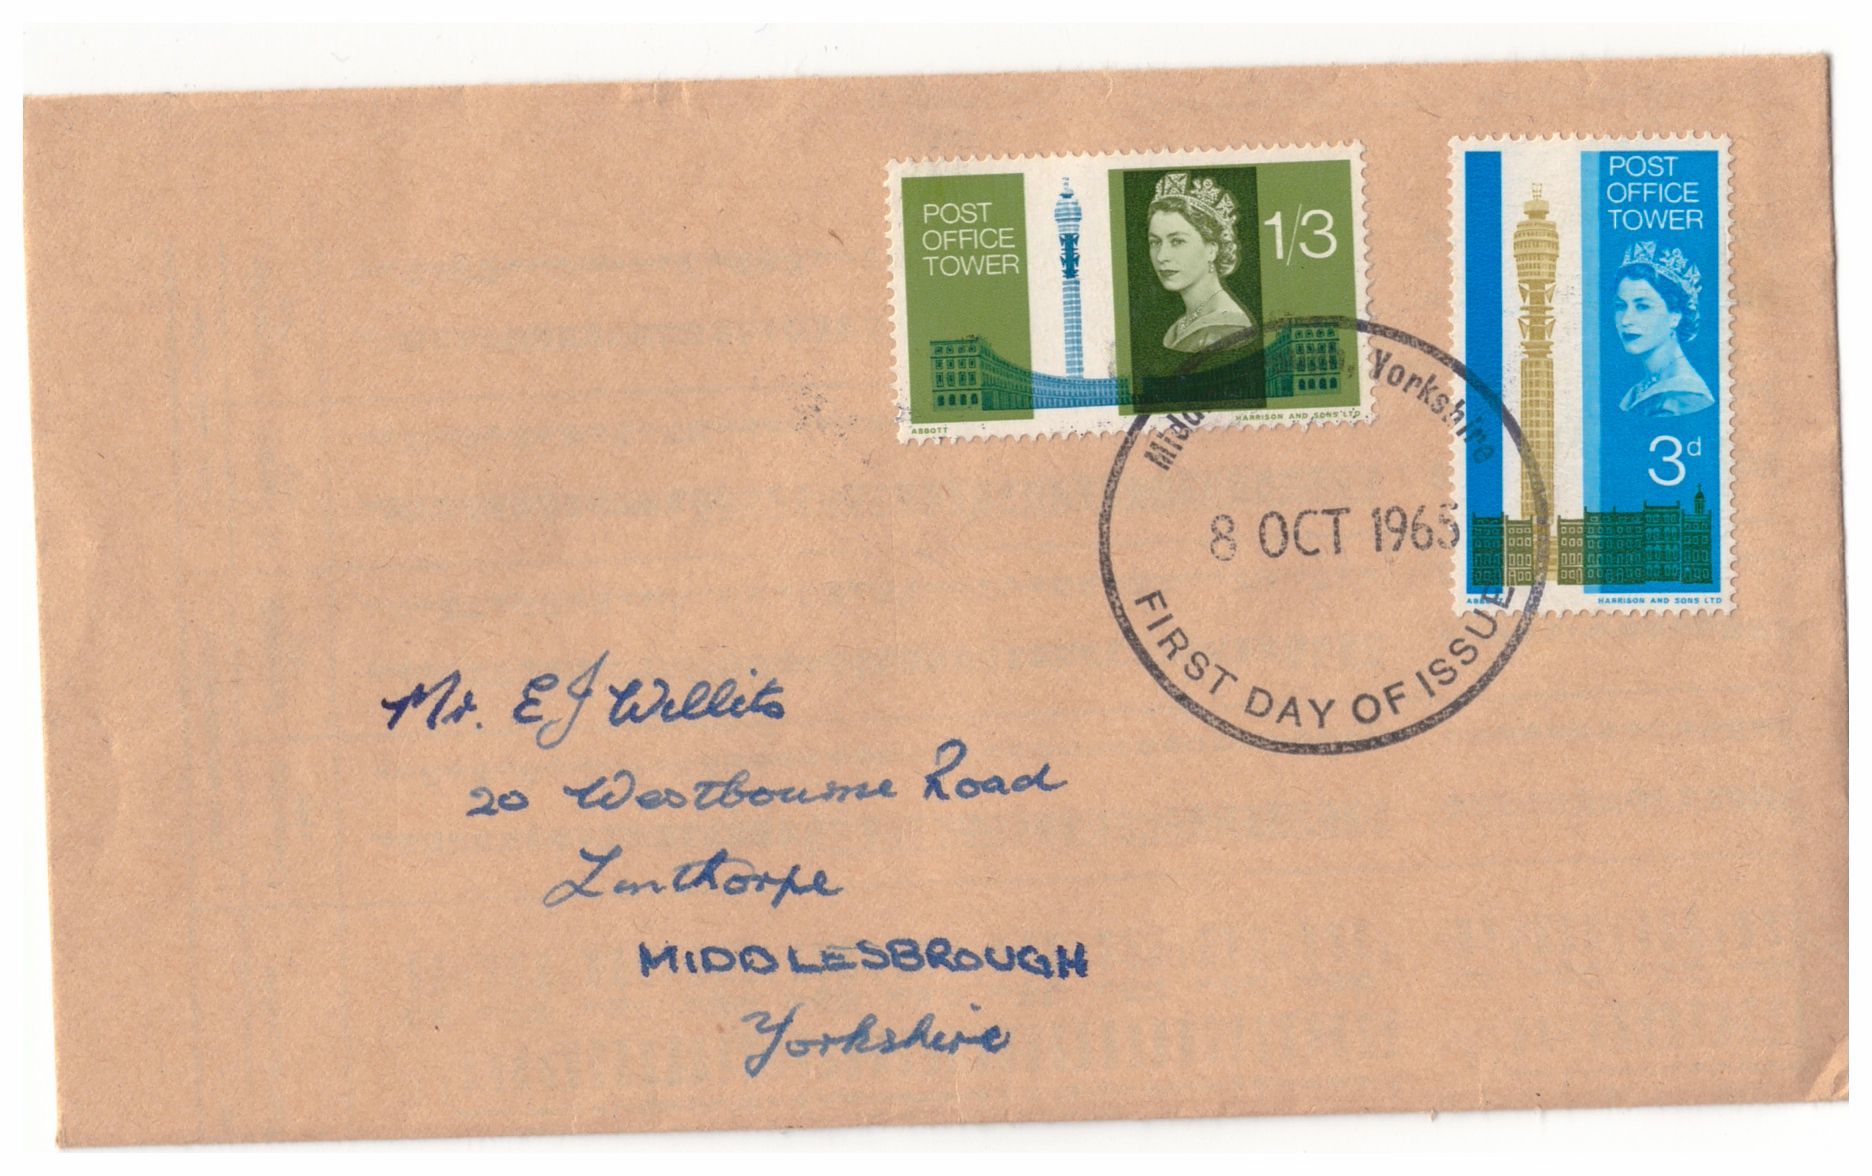 POST
OFFICE
TOWER
1/3
ABBOTT
HARRISON AND SONS LTD
POST
OFFICE
TOWER
3d
ABBOTT
HARRISON AND SONS LTD
Yorkshire
8 OCT 1965
FIRST DAY OF ISSUE
Mr. E J Willits
20 Westbourne Road
Linthorpe
MIDDLESBROUGH
Yorkshire